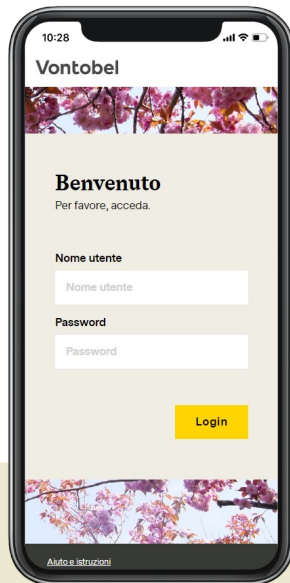 10:28
Vontobel
Benvenuto
Per favore, acceda.
Nome utente
Nome utente
Password
Password
Login
Aiuto e istruzioni